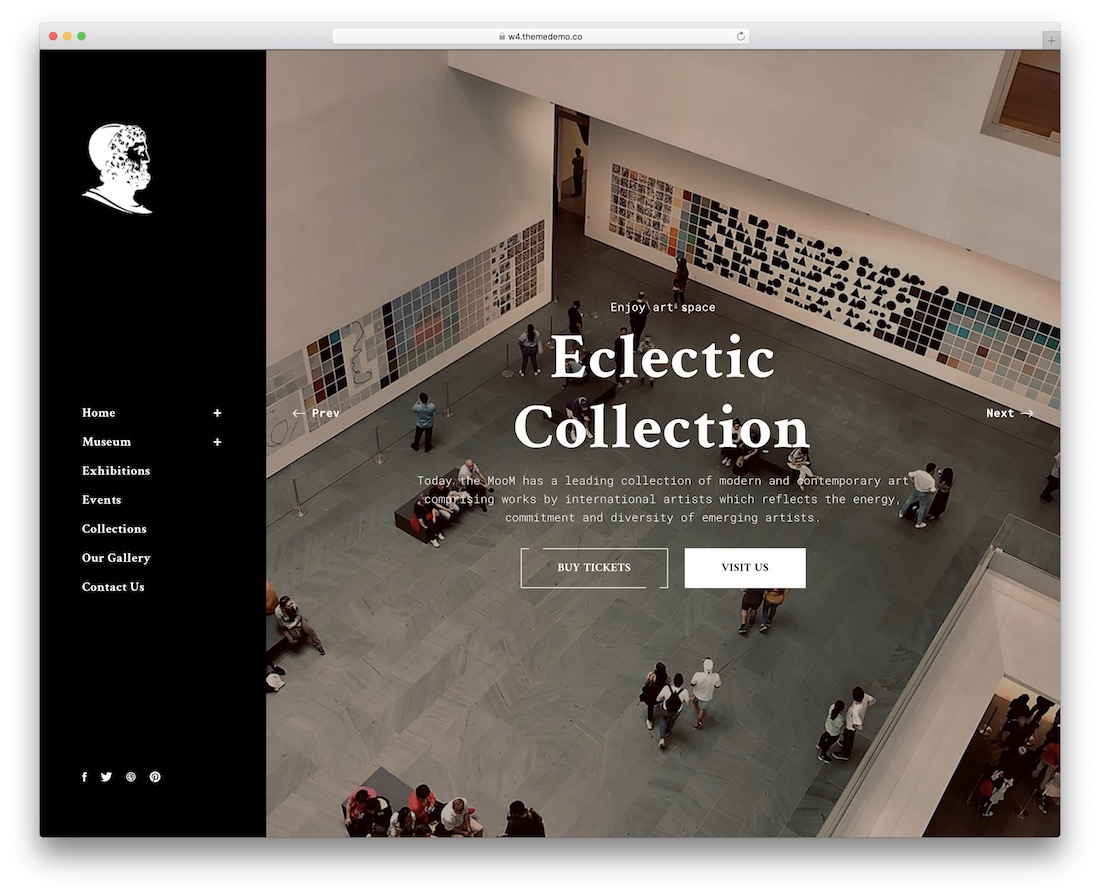 w4.themedemo.co
Home +
Museum +
Exhibitions
Events
Collections
Our Gallery
Contact Us
Enjoy art space
Eclectic
Collection
← Prev
Next →
Today the MooM has a leading collection of modern and contemporary art
comprising works by international artists which reflects the energy,
commitment and diversity of emerging artists.
BUY TICKETS
VISIT US